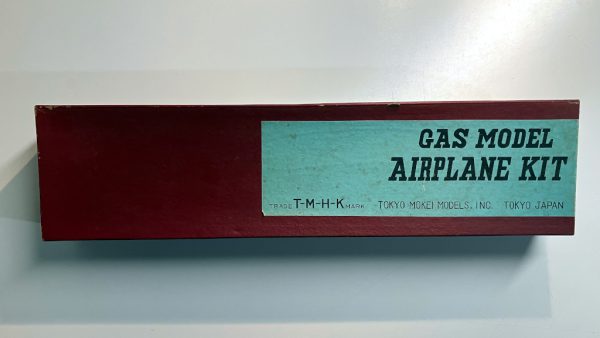 GAS MODEL
AIRPLANE KIT
TRADE T-M-H-K MARK TOKYO MOKEI MODELS, INC. TOKYO JAPAN